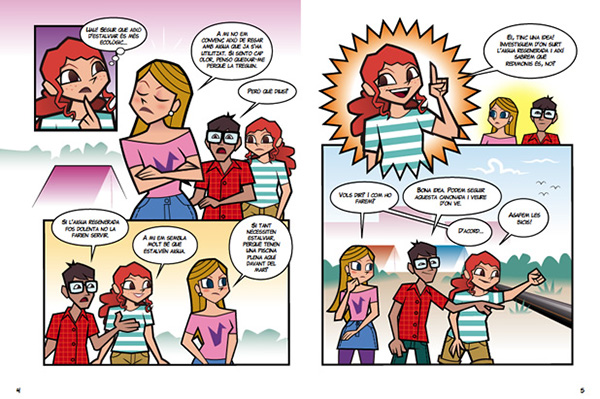 UALA! SEGUR QUE AIXÒ
D'ESTALVIAR ÉS MÉS
ECOLÒGIC...
A MI NO EM
CONVENÇ AIXÒ DE REGAR
AMB AIGUA QUE JA S'HA
UTILITZAT. SI SENTO CAP
OLOR, PENSO QUEIXAR-ME
PERQUÈ LA TREGUIN.
PERÒ QUÈ DIUS?
SI L'AIGUA REGENERADA
FOS DOLENTA NO LA
FARIEN SERVIR.
A MI EM SEMBLA
MOLT BÉ QUE
ESTALVIÏN AIGUA.
SI TANT
NECESSITEN
ESTALVIAR,
PERQUÈ TENEN
UNA PISCINA
PLENA AQUÍ
DAVANT DEL
MAR?
4
EI, TINC UNA IDEA!
INVESTIGUEM D'ON SURT
L'AIGUA REGENERADA I AIXÍ
SABREM QUÈ
REDIMONIS ÉS, NO?
VOLS DIR? I COM HO
FAREM?
BONA IDEA. PODEM SEGUIR
AQUESTA CANONADA I VEURE
D'ON VE.
D'ACORD...
AGAFEM LES
BICIS!
5